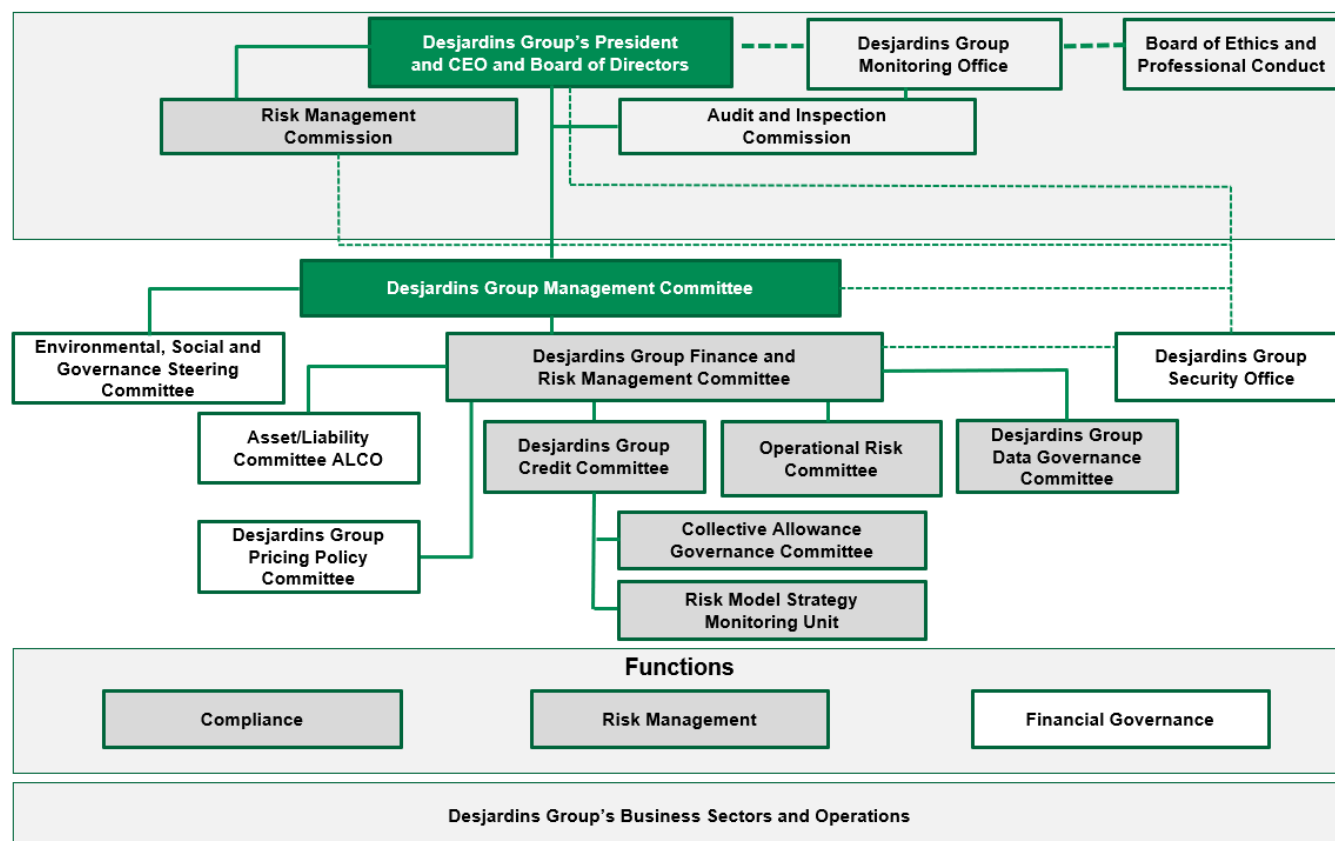 Desjardins Group's President
and CEO and Board of Directors
Desjardins Group
Monitoring Office
Board of Ethics and
Professional Conduct
Risk Management
Commission
Audit and Inspection
Commission
Desjardins Group Management Committee
Environmental, Social and
Governance Steering
Committee
Desjardins Group Finance and
Risk Management Committee
Desjardins Group
Security Office
Asset/Liability
Committee ALCO
Desjardins Group
Credit Committee
Operational Risk
Committee
Desjardins Group
Data Governance
Committee
Desjardins Group
Pricing Policy
Committee
Collective Allowance
Governance Committee
Risk Model Strategy
Monitoring Unit
Functions
Compliance
Risk Management
Financial Governance
Desjardins Group's Business Sectors and Operations